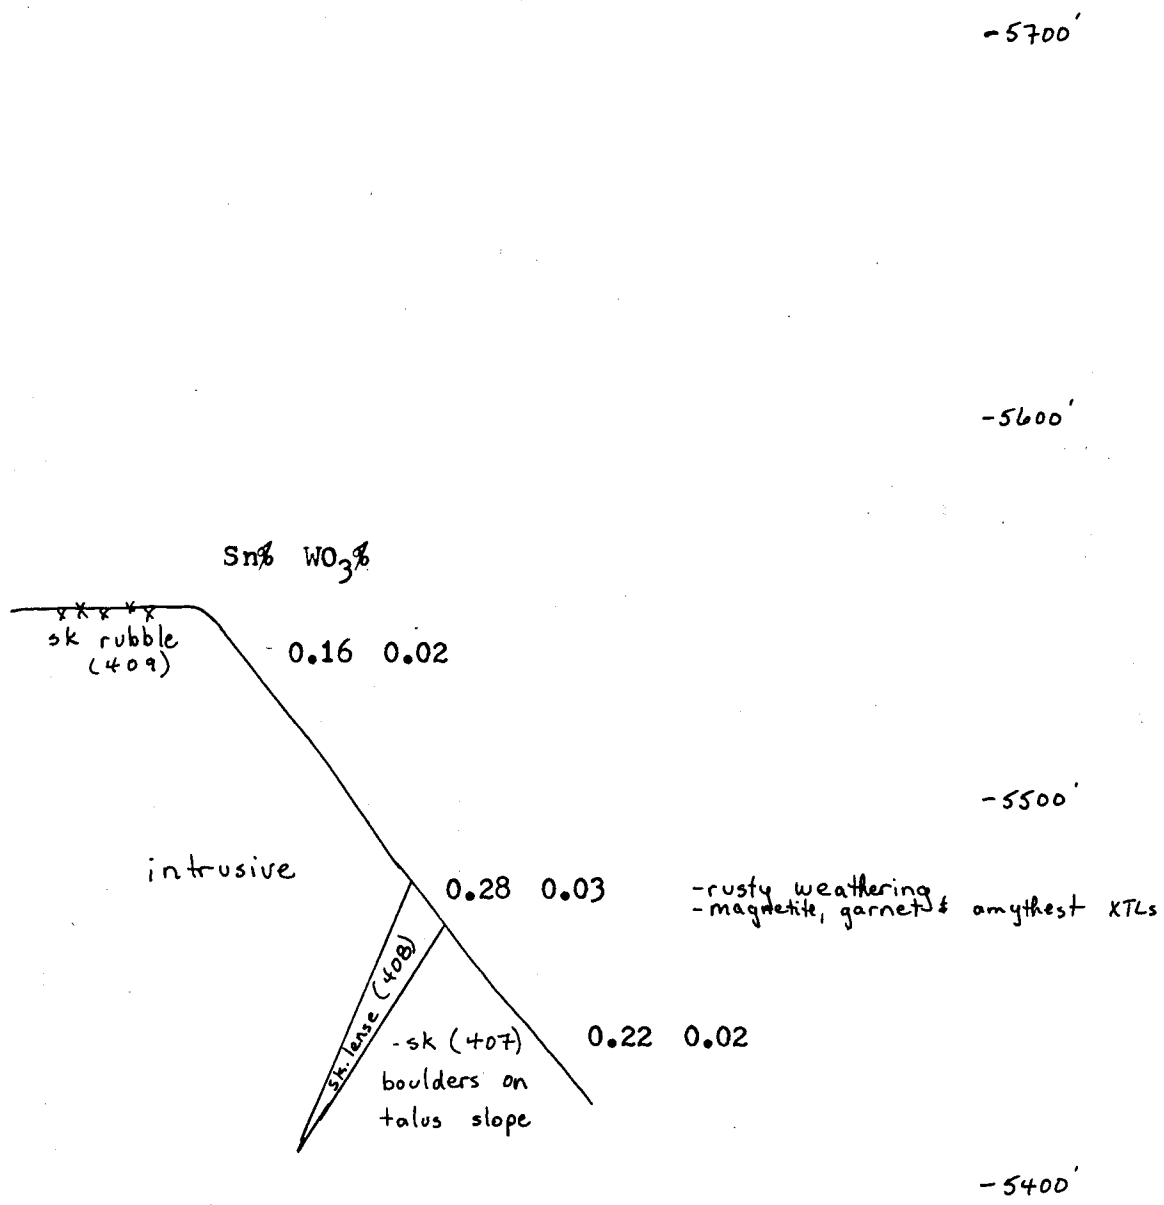 -5700'
-5600'
Sn% WO3%
sk rubble
(409)
0.16 0.02
-5500'
intrusive
0.28 0.03
-rusty weathering
-magnetite, garnet & amythest XTLs
sk. lense (408)
-sk (407)
boulders on
talus slope
0.22 0.02
-5400'